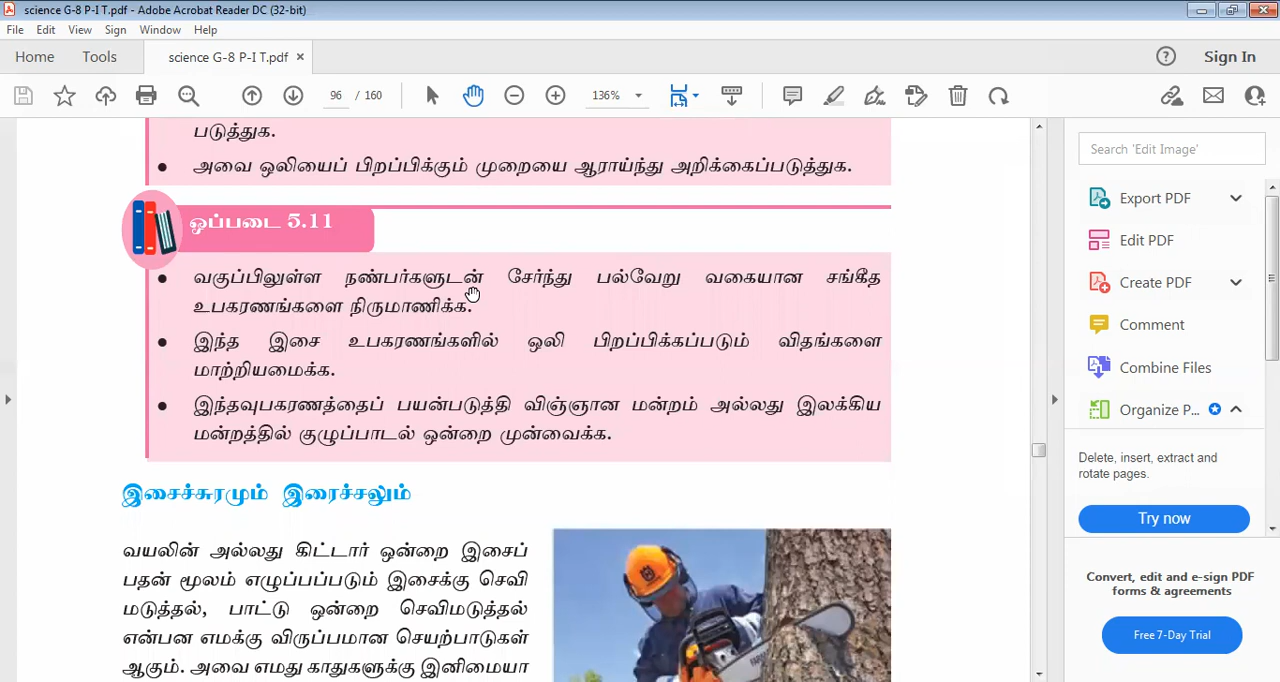 science G-8 P-I T.pdf - Adobe Acrobat Reader DC (32-bit)
File Edit View Sign Window Help
Home Tools science G-8 P-I T.pdf × Sign In
96 / 160 136%
படுத்துக.
● அவை ஒலியைப் பிறப்பிக்கும் முறையை ஆராய்ந்து அறிக்கைப்படுத்துக.
ஒப்படை 5.11
● வகுப்பிலுள்ள நண்பர்களுடன் சேர்ந்து பல்வேறு வகையான சங்கீத
உபகரணங்களை நிருமாணிக்க.
● இந்த இசை உபகரணங்களில் ஒலி பிறப்பிக்கப்படும் விதங்களை
மாற்றியமைக்க.
● இந்தவுபகரணத்தைப் பயன்படுத்தி விஞ்ஞான மன்றம் அல்லது இலக்கிய
மன்றத்தில் குழுப்பாடல் ஒன்றை முன்வைக்க.
இசைச்சுரமும் இரைச்சலும்
வயலின் அல்லது கிட்டார் ஒன்றை இசைப்
பதன் மூலம் எழுப்பப்படும் இசைக்கு செவி
மடுத்தல், பாட்டு ஒன்றை செவிமடுத்தல்
என்பன எமக்கு விருப்பமான செயற்பாடுகள்
ஆகும். அவை எமது காதுகளுக்கு இனிமையா
Search 'Edit Image'
Export PDF
Edit PDF
Create PDF
Comment
Combine Files
Organize P...
Delete, insert, extract and
rotate pages.
Try now
Convert, edit and e-sign PDF
forms & agreements
Free 7-Day Trial